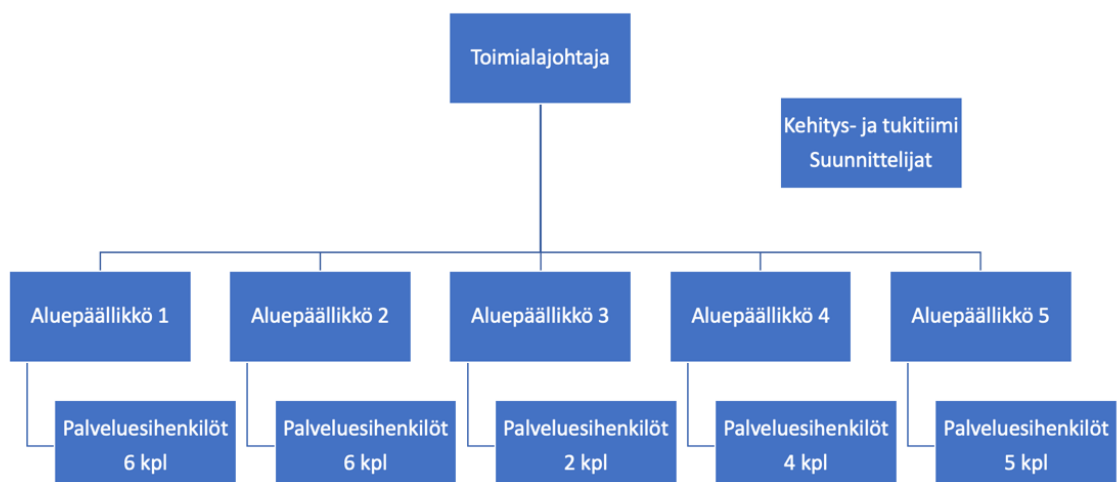 Toimialajohtaja
Kehitys- ja tukitiimi
Suunnittelijat
Aluepäällikkö 1
Aluepäällikkö 2
Aluepäällikkö 3
Aluepäällikkö 4
Aluepäällikkö 5
Palveluesihenkilöt
6 kpl
Palveluesihenkilöt
6 kpl
Palveluesihenkilöt
2 kpl
Palveluesihenkilöt
4 kpl
Palveluesihenkilöt
5 kpl